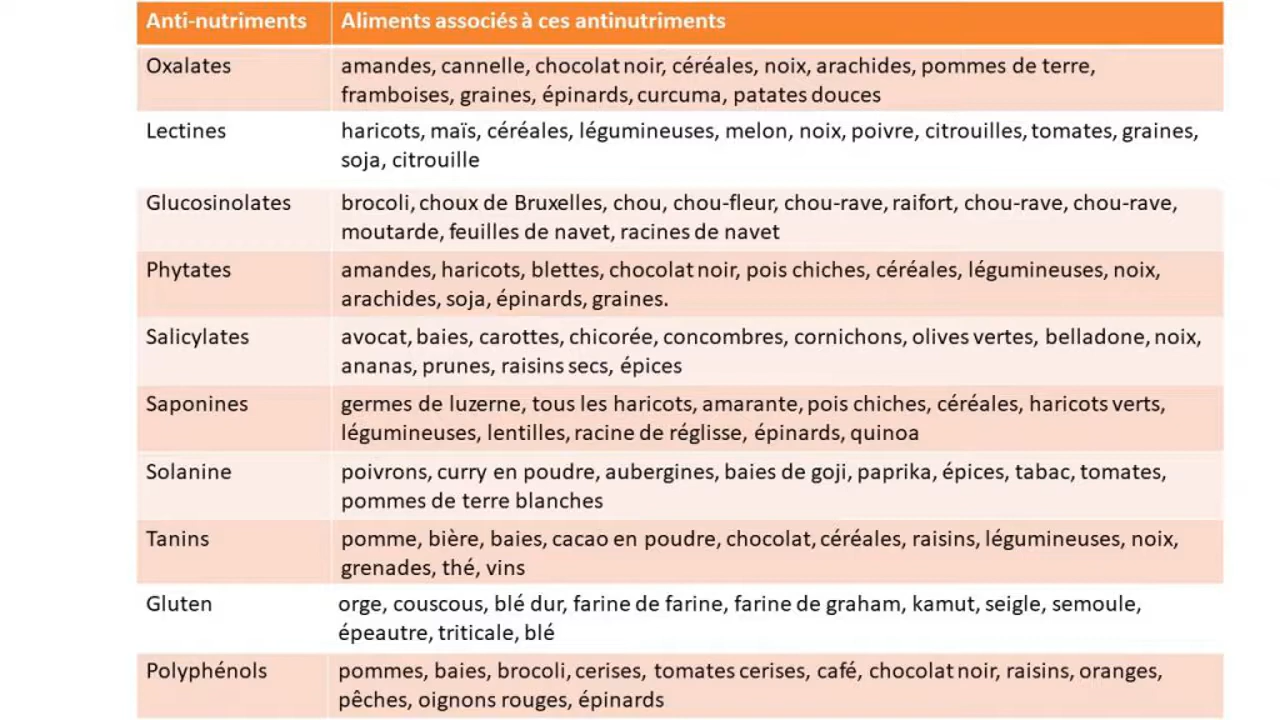 Anti-nutriments Aliments associés à ces antinutriments
Oxalates amandes, cannelle, chocolat noir, céréales, noix, arachides, pommes de terre,
framboises, graines, épinards, curcuma, patates douces
Lectines haricots, maïs, céréales, légumineuses, melon, noix, poivre, citrouilles, tomates, graines,
soja, citrouille
Glucosinolates brocoli, choux de Bruxelles, chou, chou-fleur, chou-rave, raifort, chou-rave, chou-rave,
moutarde, feuilles de navet, racines de navet
Phytates amandes, haricots, blettes, chocolat noir, pois chiches, céréales, légumineuses, noix,
arachides, soja, épinards, graines.
Salicylates avocat, baies, carottes, chicorée, concombres, cornichons, olives vertes, belladone, noix,
ananas, prunes, raisins secs, épices
Saponines germes de luzerne, tous les haricots, amarante, pois chiches, céréales, haricots verts,
légumineuses, lentilles, racine de réglisse, épinards, quinoa
Solanine poivrons, curry en poudre, aubergines, baies de goji, paprika, épices, tabac, tomates,
pommes de terre blanches
Tanins pomme, bière, baies, cacao en poudre, chocolat, céréales, raisins, légumineuses, noix,
grenades, thé, vins
Gluten orge, couscous, blé dur, farine de farine, farine de graham, kamut, seigle, semoule,
épeautre, triticale, blé
Polyphénols pommes, baies, brocoli, cerises, tomates cerises, café, chocolat noir, raisins, oranges,
pêches, oignons rouges, épinards